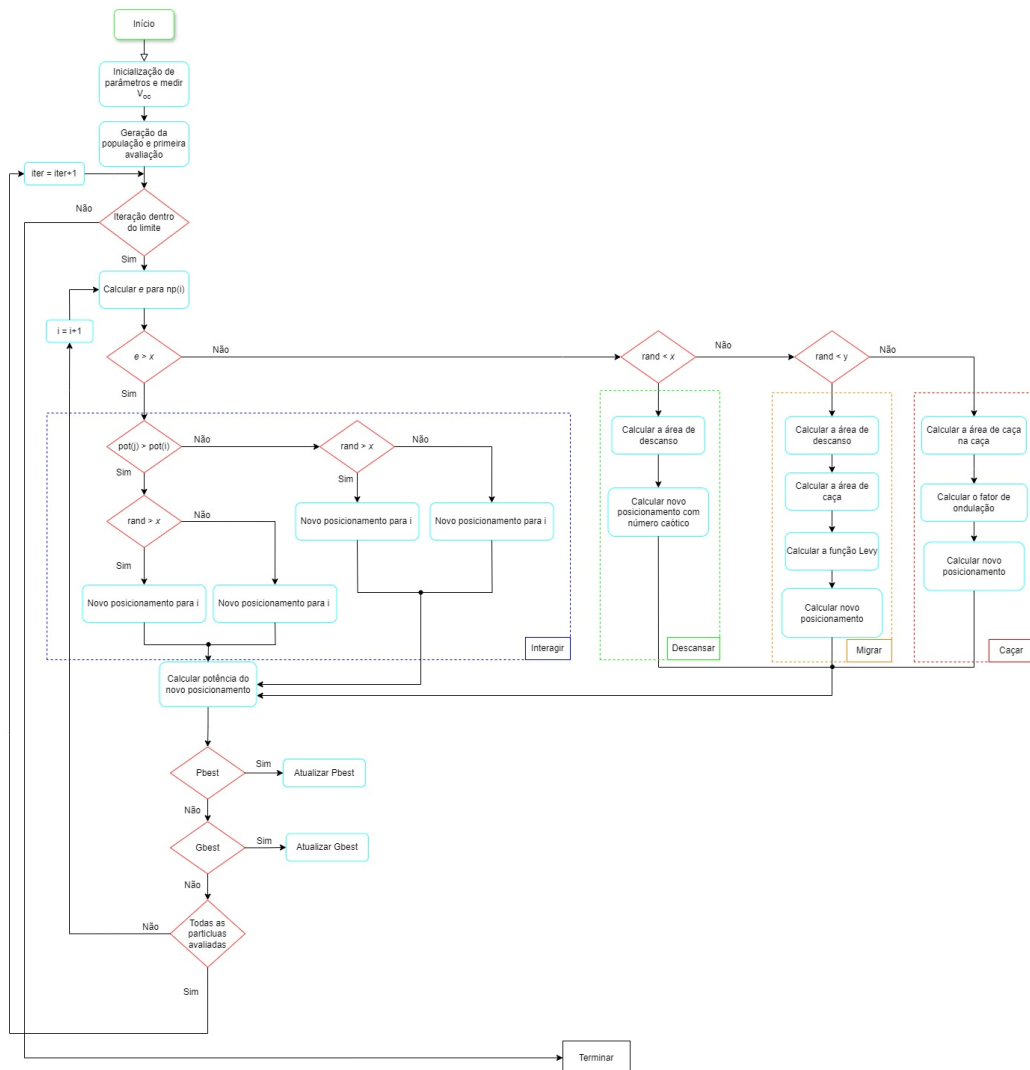 Início
Inicialização de
parâmetros e medir
Voc
Geração da
população e primeira
avaliação
iter = iter+1
Não
Iteração dentro
do limite
Sim
Calcular e para np(i)
i = i+1
e > x
Não
Sim
rand < x
Não
rand < y
Não
pot(j) > pot(i)
Não
Sim
rand > x
Não
Sim
rand > x
Não
Sim
Novo posicionamento para i
Novo posicionamento para i
Novo posicionamento para i
Novo posicionamento para i
Interagir
Calcular a área de
descanso
Calcular novo
posicionamento com
número caótico
Descansar
Calcular a área de
descanso
Calcular a área de
caça
Calcular a função Levy
Calcular novo
posicionamento
Migrar
Calcular a área de caça
na caça
Calcular o fator de
ondulação
Calcular novo
posicionamento
Caçar
Calcular potência do
novo posicionamento
Pbest
Sim
Atualizar Pbest
Não
Gbest
Sim
Atualizar Gbest
Não
Todas as
particluas
avaliadas
Não
Sim
Terminar